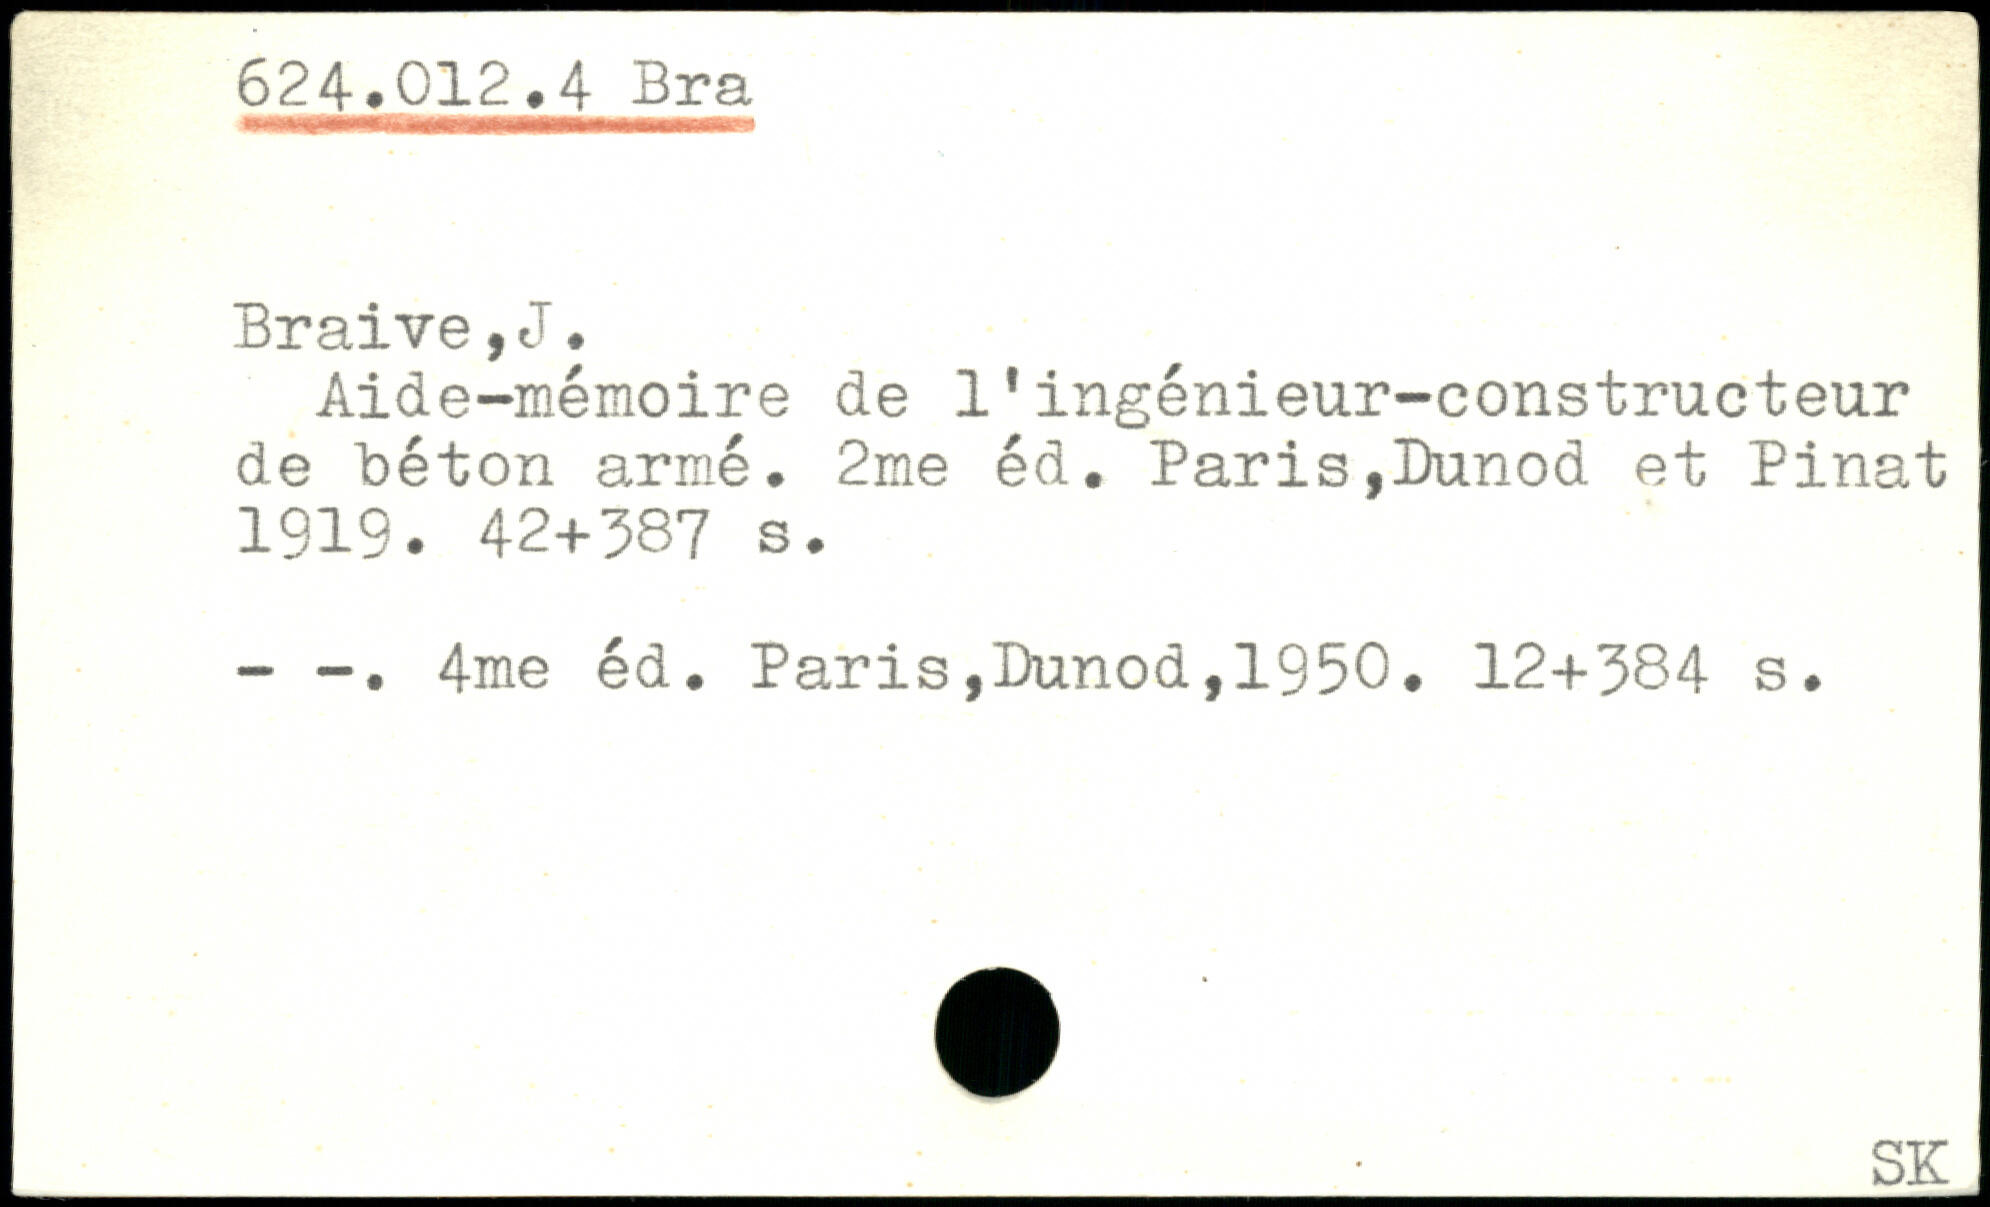 624.012.4 Bra
Braive,J.
Aide-mémoire de l'ingénieur-constructeur
de béton armé. 2me éd. Paris,Dunod et Pinat
1919. 42+387 s.
- -. 4me éd. Paris,Dunod,1950. 12+384 s.
SK